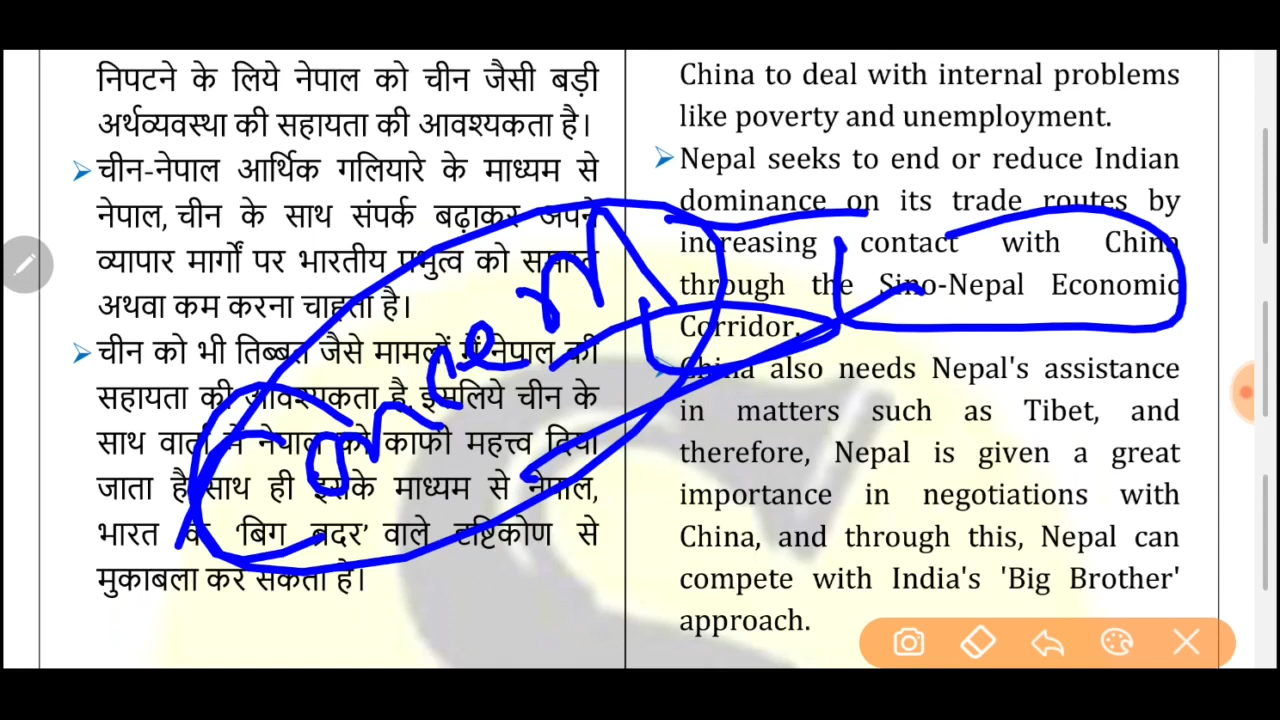 निपटने के लिये नेपाल को चीन जैसी बड़ी
अर्थव्यवस्था की सहायता की आवश्यकता है।
➢ चीन-नेपाल आर्थिक गलियारे के माध्यम से
नेपाल, चीन के साथ संपर्क बढ़ाकर अपने
व्यापार मार्गों पर भारतीय प्रभुत्व को समाप्त
अथवा कम करना चाहता है।
➢ चीन को भी तिब्बत जैसे मामलों में नेपाल की
सहायता की आवश्यकता है, इसलिये चीन के
साथ वार्ता में नेपाल को काफी महत्त्व दिया
जाता है साथ ही इसके माध्यम से नेपाल,
भारत के ‘बिग ब्रदर’ वाले दृष्टिकोण से
मुकाबला कर सकता है।
China to deal with internal problems
like poverty and unemployment.
➢ Nepal seeks to end or reduce Indian
dominance on its trade routes by
increasing contact with China
through the Sino-Nepal Economic
Corridor.
➢ China also needs Nepal's assistance
in matters such as Tibet, and
therefore, Nepal is given a great
importance in negotiations with
China, and through this, Nepal can
compete with India's 'Big Brother'
approach.